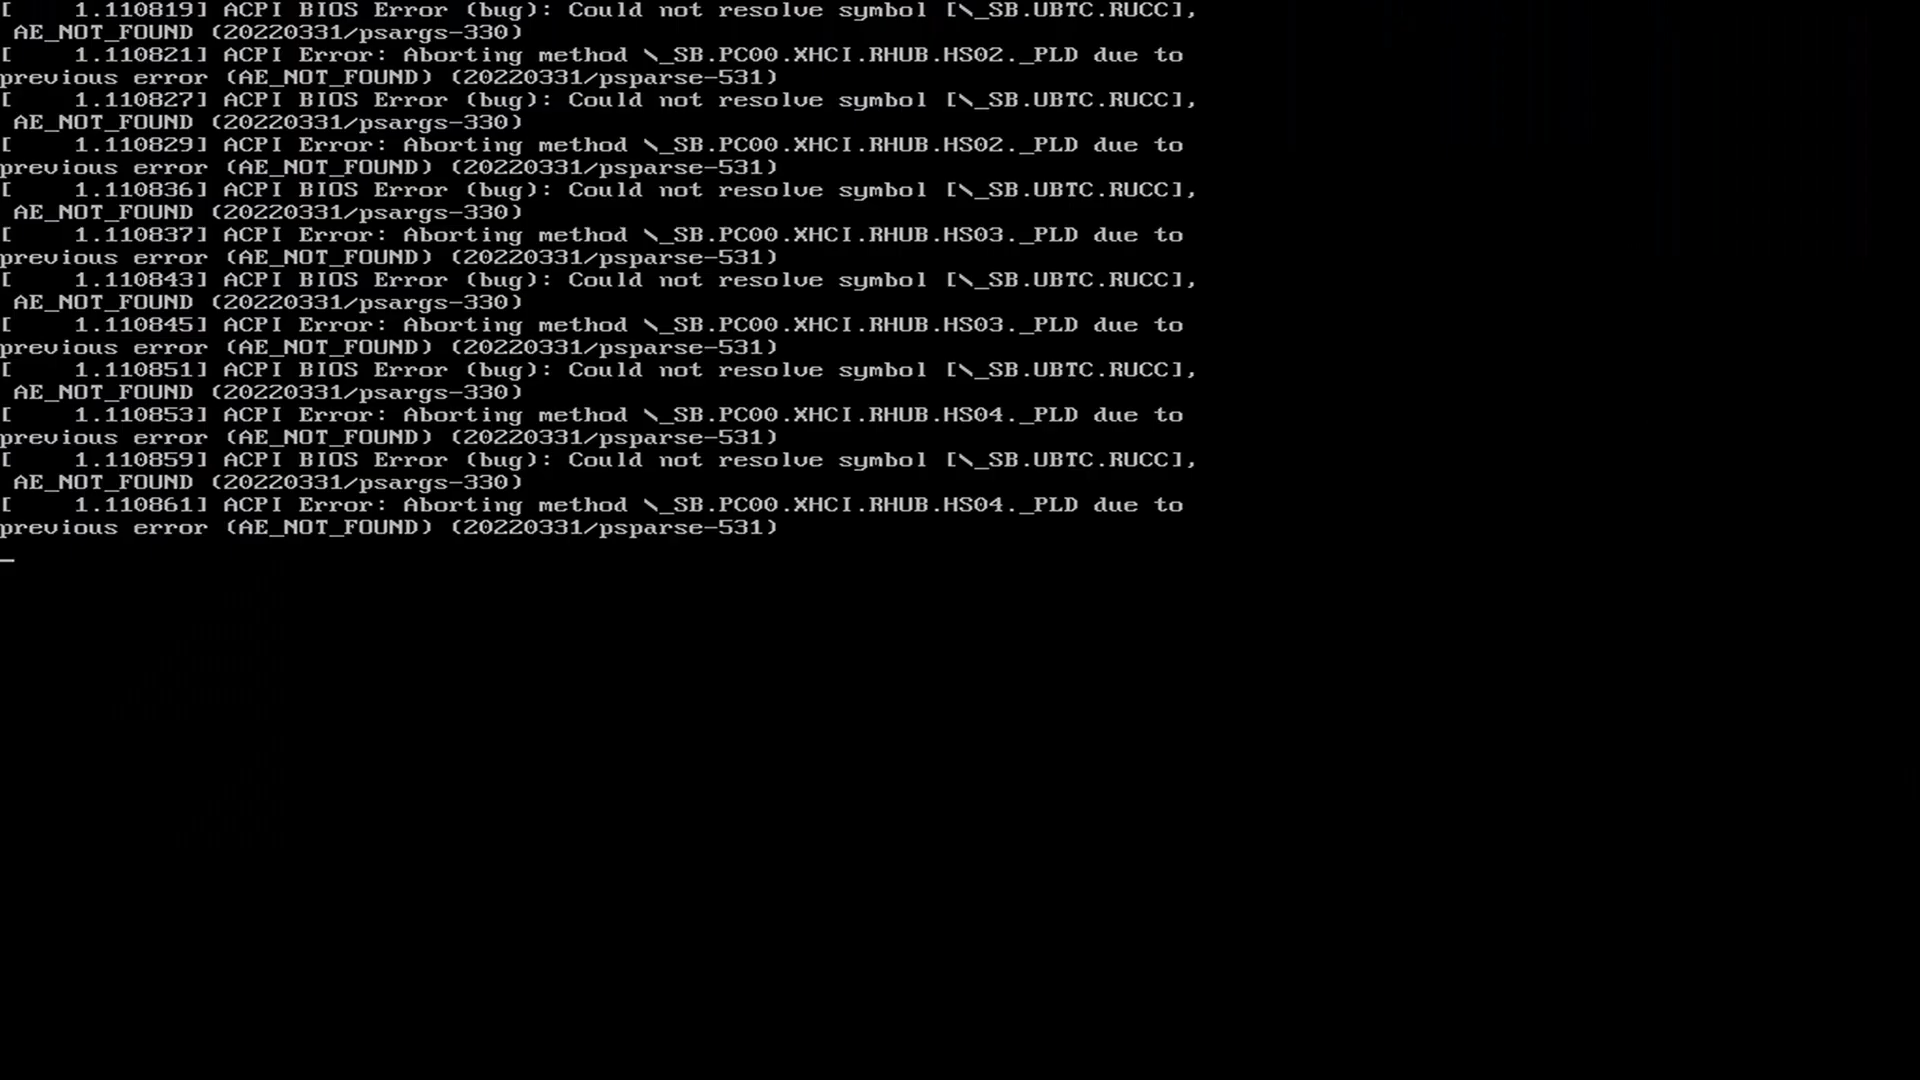 [    1.110819] ACPI BIOS Error (bug): Could not resolve symbol [\_SB.UBTC.RUCC],
 AE_NOT_FOUND (20220331/psargs-330)
[    1.110821] ACPI Error: Aborting method \_SB.PC00.XHCI.RHUB.HS02._PLD due to
previous error (AE_NOT_FOUND) (20220331/psparse-531)
[    1.110827] ACPI BIOS Error (bug): Could not resolve symbol [\_SB.UBTC.RUCC],
 AE_NOT_FOUND (20220331/psargs-330)
[    1.110829] ACPI Error: Aborting method \_SB.PC00.XHCI.RHUB.HS02._PLD due to
previous error (AE_NOT_FOUND) (20220331/psparse-531)
[    1.110836] ACPI BIOS Error (bug): Could not resolve symbol [\_SB.UBTC.RUCC],
 AE_NOT_FOUND (20220331/psargs-330)
[    1.110837] ACPI Error: Aborting method \_SB.PC00.XHCI.RHUB.HS03._PLD due to
previous error (AE_NOT_FOUND) (20220331/psparse-531)
[    1.110843] ACPI BIOS Error (bug): Could not resolve symbol [\_SB.UBTC.RUCC],
 AE_NOT_FOUND (20220331/psargs-330)
[    1.110845] ACPI Error: Aborting method \_SB.PC00.XHCI.RHUB.HS03._PLD due to
previous error (AE_NOT_FOUND) (20220331/psparse-531)
[    1.110851] ACPI BIOS Error (bug): Could not resolve symbol [\_SB.UBTC.RUCC],
 AE_NOT_FOUND (20220331/psargs-330)
[    1.110853] ACPI Error: Aborting method \_SB.PC00.XHCI.RHUB.HS04._PLD due to
previous error (AE_NOT_FOUND) (20220331/psparse-531)
[    1.110859] ACPI BIOS Error (bug): Could not resolve symbol [\_SB.UBTC.RUCC],
 AE_NOT_FOUND (20220331/psargs-330)
[    1.110861] ACPI Error: Aborting method \_SB.PC00.XHCI.RHUB.HS04._PLD due to
previous error (AE_NOT_FOUND) (20220331/psparse-531)
_